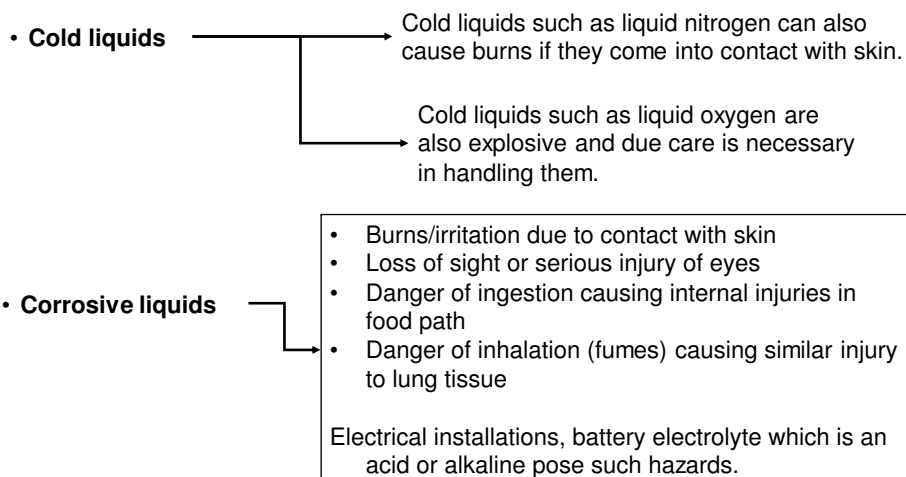 • Cold liquids
Cold liquids such as liquid nitrogen can also
cause burns if they come into contact with skin.
Cold liquids such as liquid oxygen are
also explosive and due care is necessary
in handling them.
• Corrosive liquids
• Burns/irritation due to contact with skin
• Loss of sight or serious injury of eyes
• Danger of ingestion causing internal injuries in
food path
• Danger of inhalation (fumes) causing similar injury
to lung tissue
Electrical installations, battery electrolyte which is an
acid or alkaline pose such hazards.